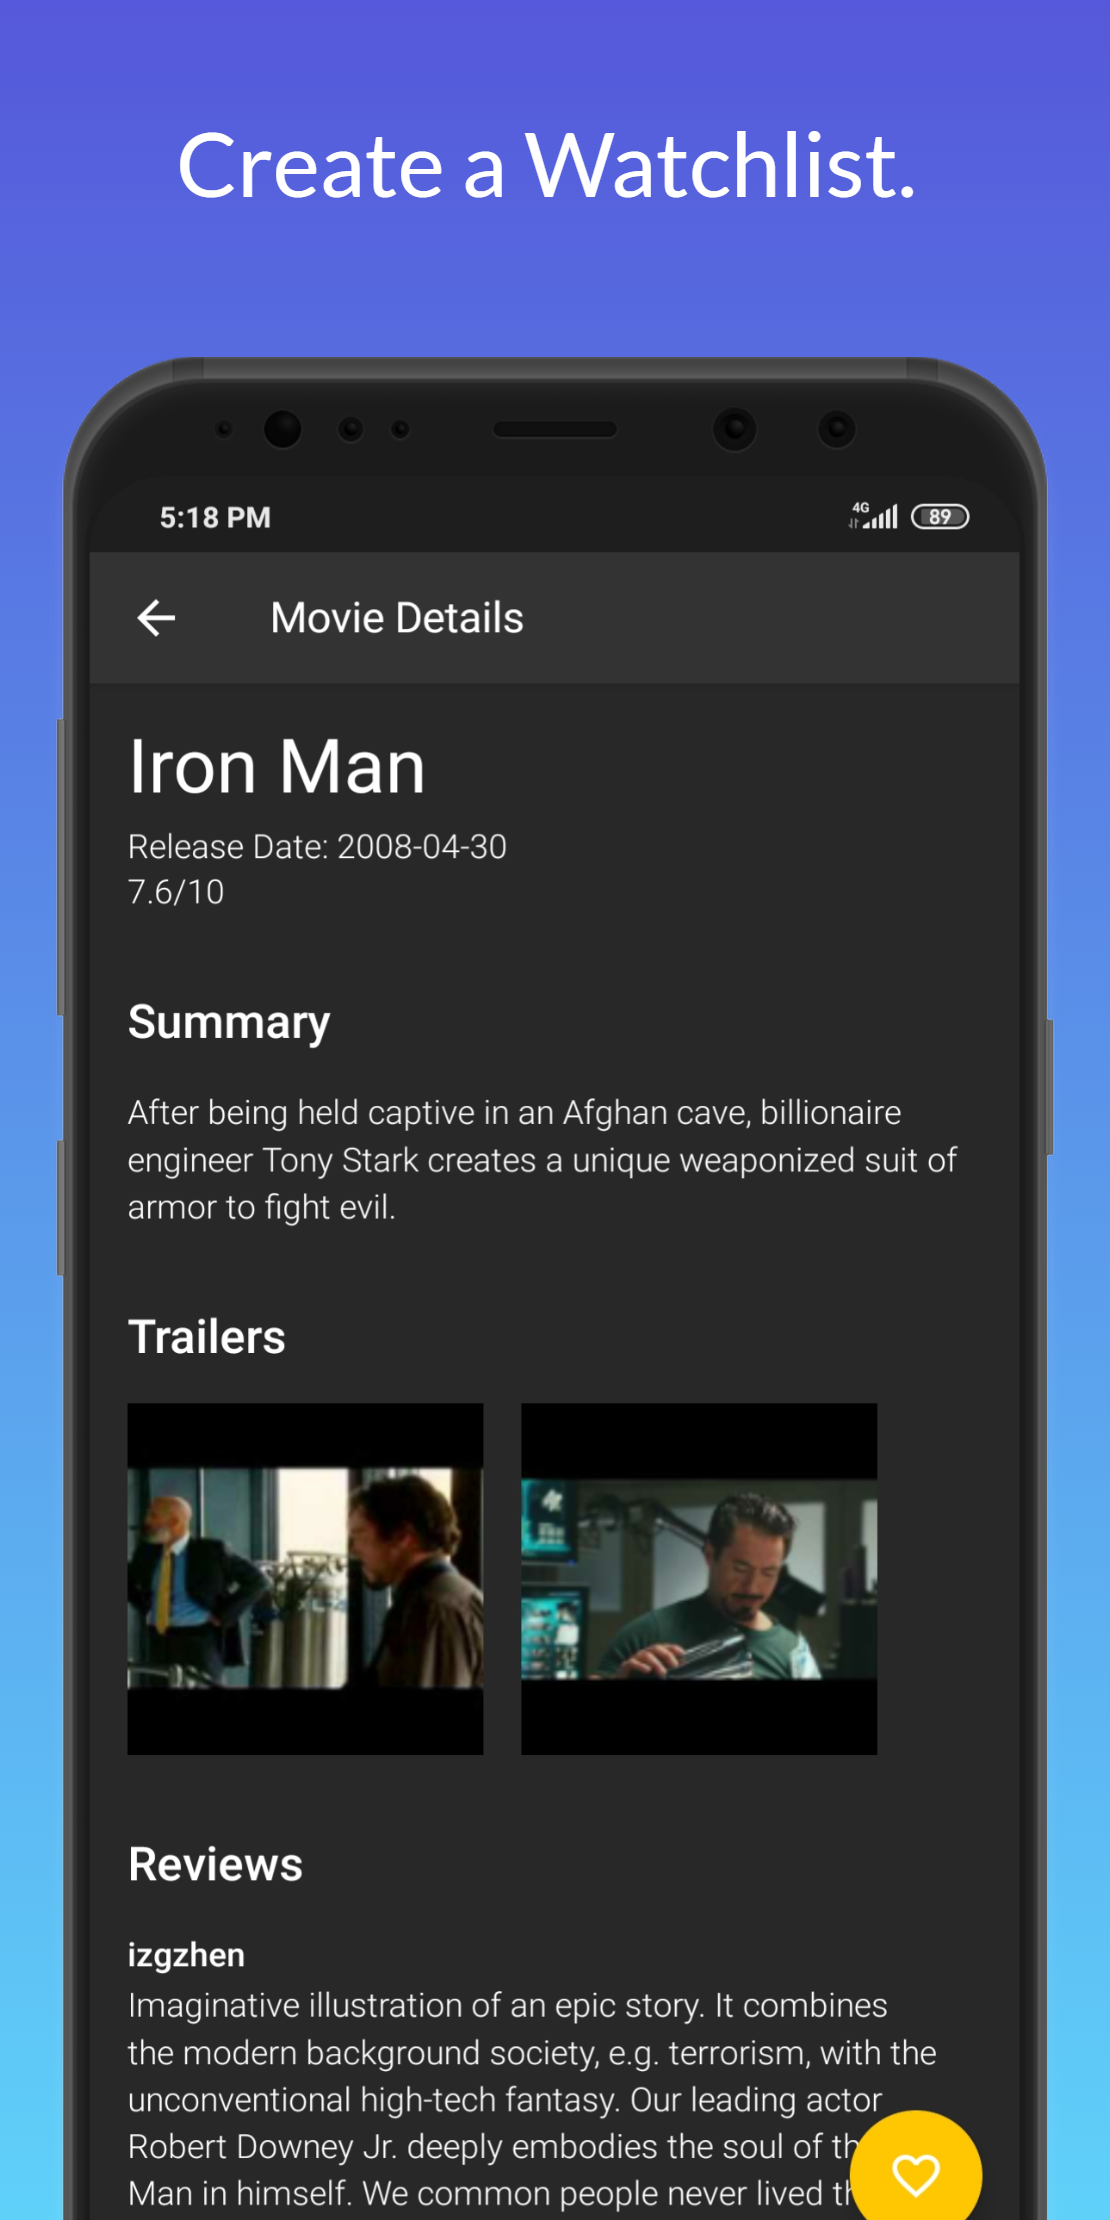 Create a Watchlist.
5:18 PM
4G
89
Movie Details
Iron Man
Release Date: 2008-04-30
7.6/10
Summary
After being held captive in an Afghan cave, billionaire
engineer Tony Stark creates a unique weaponized suit of
armor to fight evil.
Trailers
Reviews
izgzhen
Imaginative illustration of an epic story. It combines
the modern background society, e.g. terrorism, with the
unconventional high-tech fantasy. Our leading actor
Robert Downey Jr. deeply embodies the soul of
Man in himself. We common people never lived